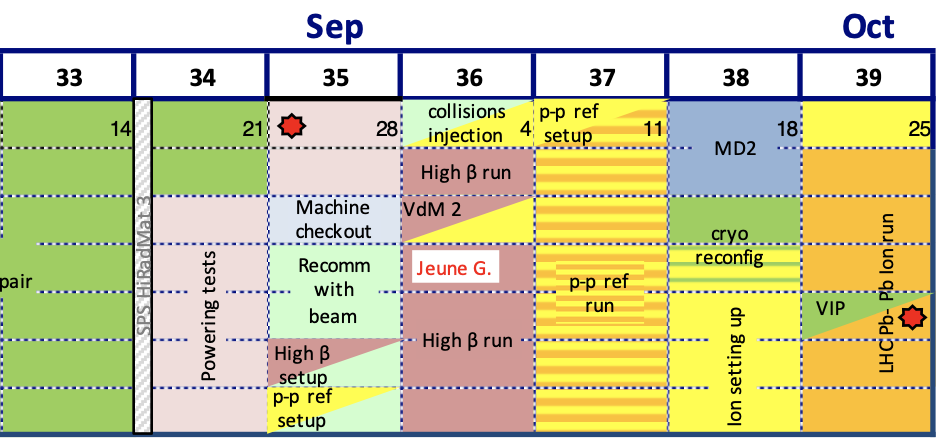 Sep
Oct
33
34
35
36
37
38
39
14
21
28
collisions
injection
4
p-p ref
setup
11
18
25
MD2
High β run
SPS HiRadMat 3
Machine
checkout
VdM 2
cryo
reconfig
pair
Powering tests
Recomm
with
beam
Jeune G.
p-p ref
run
VIP
LHC Pb- Pb Ion run
High β
setup
High β run
Ion setting up
p-p ref
setup